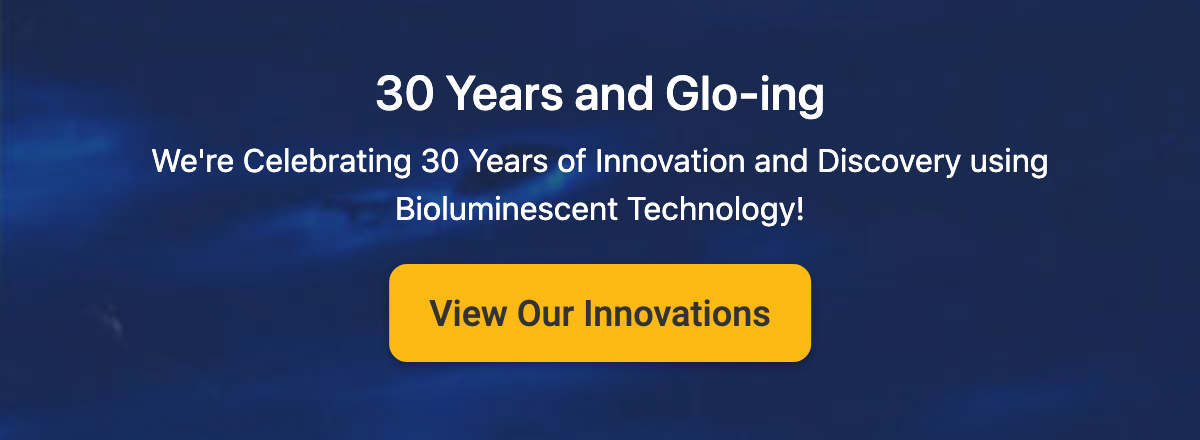 30 Years and Glo-ing
We're Celebrating 30 Years of Innovation and Discovery using
Bioluminescent Technology!
View Our Innovations